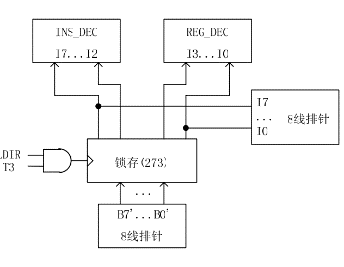 INS_DEC
I7...I2
REG_DEC
I3...I0
I7
...
I0
8线排针
LDIR
T3
锁存(273)
...
B7'...B0'
8线排针